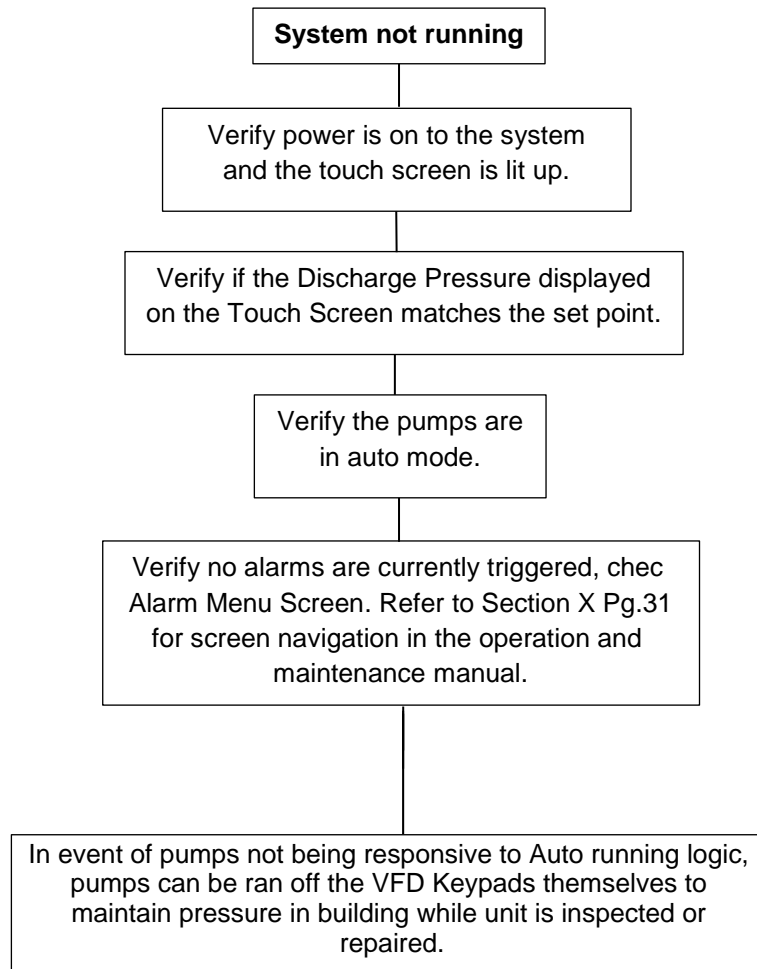 System not running
Verify power is on to the system
and the touch screen is lit up.
Verify if the Discharge Pressure displayed
on the Touch Screen matches the set point.
Verify the pumps are
in auto mode.
Verify no alarms are currently triggered, chec
Alarm Menu Screen. Refer to Section X Pg.31
for screen navigation in the operation and
maintenance manual.
In event of pumps not being responsive to Auto running logic,
pumps can be ran off the VFD Keypads themselves to
maintain pressure in building while unit is inspected or
repaired.